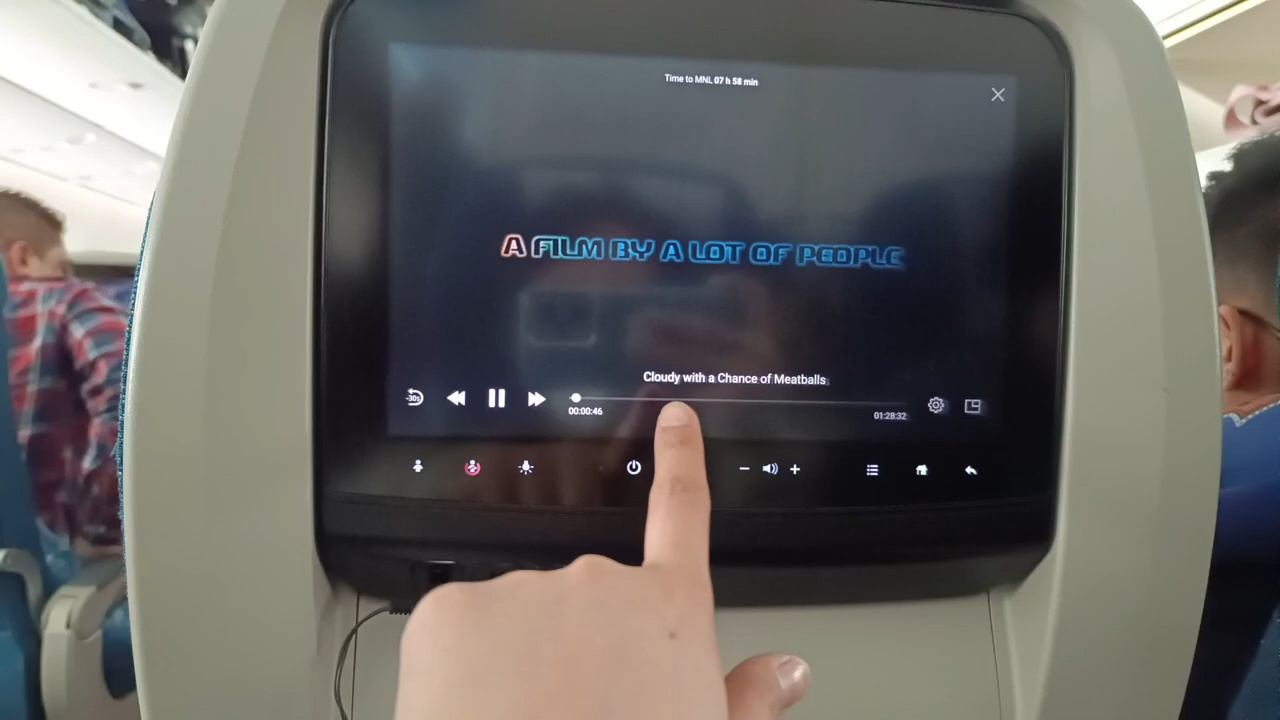 Time to MNL 07 h 58 min
A FILM BY A LOT OF PEOPLE
Cloudy with a Chance of Meatballs
-30s
00:00:46
01:28:32